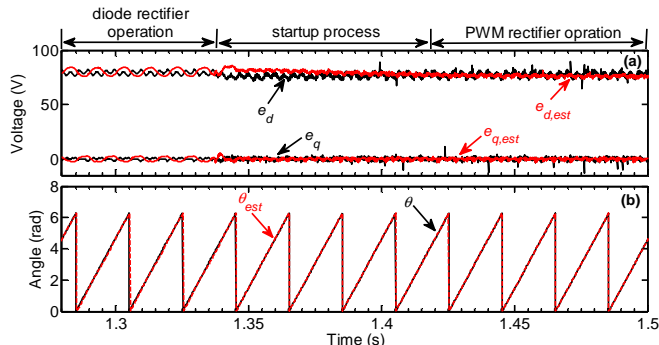 diode rectifier
operation
startup process
PWM rectifier opration
100
50
0
Voltage (V)
(a)
e_d
e_d,est
e_q
e_q,est
8
6
4
2
0
Angle (rad)
(b)
θ_est
θ
1.3
1.35
1.4
1.45
1.5
Time (s)